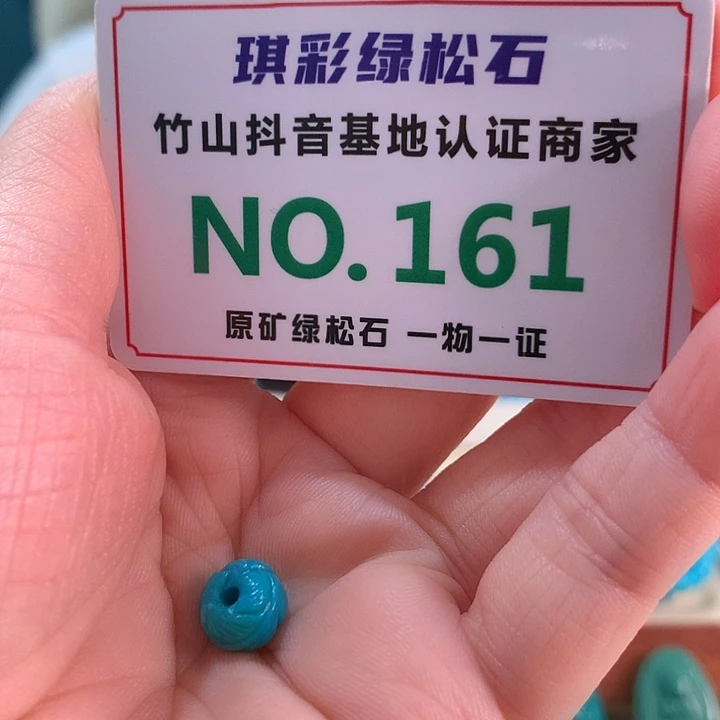 琪彩绿松石
竹山抖音基地认证商家
NO.161
原矿绿松石 一物一证